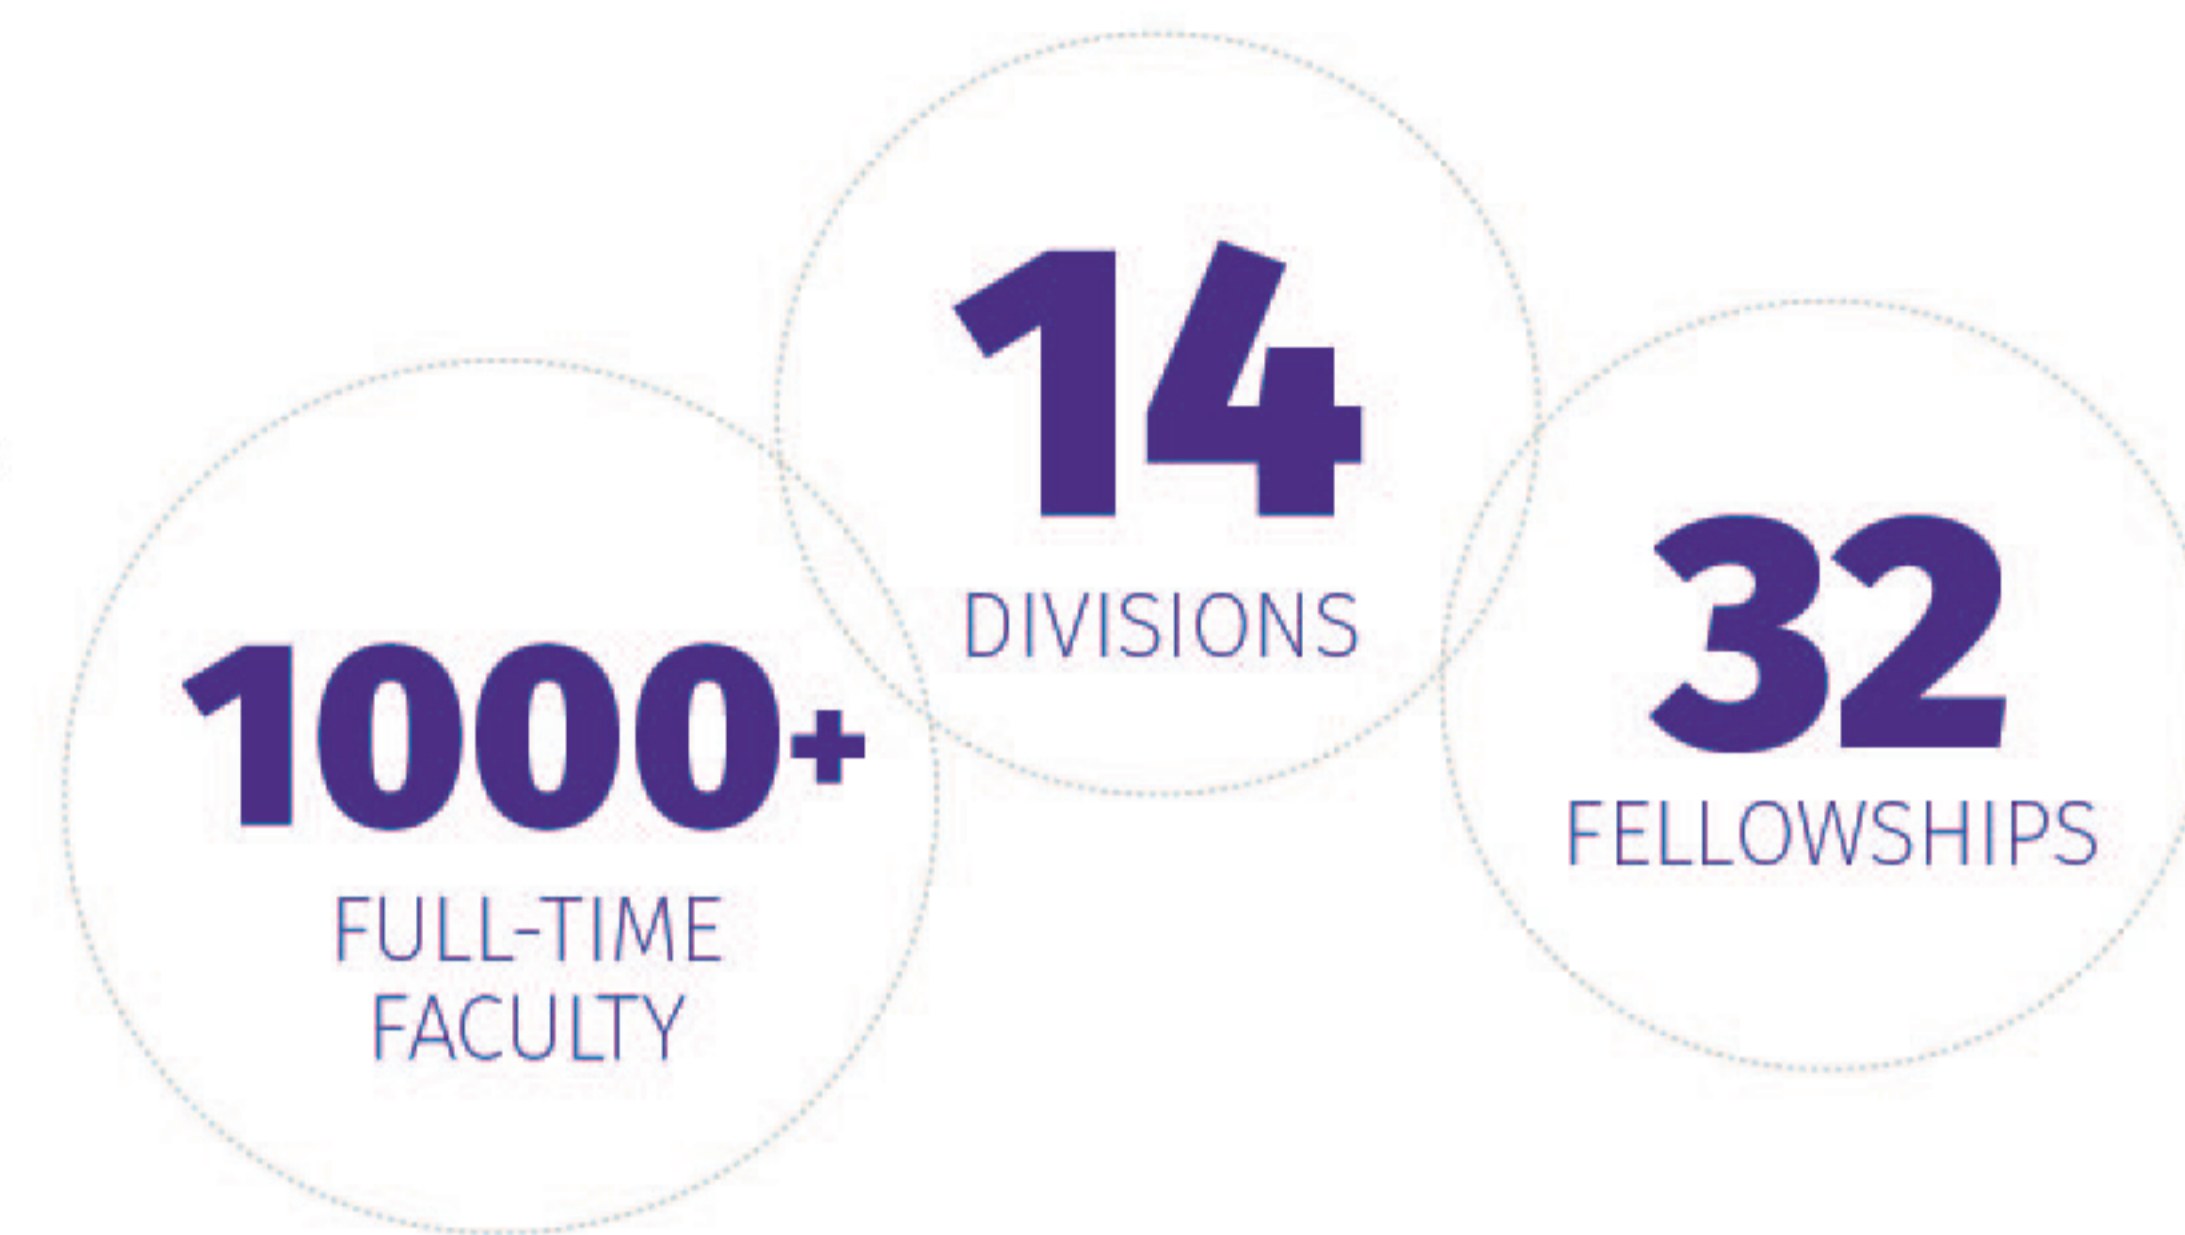 1000+
FULL-TIME
FACULTY
14
DIVISIONS
32
FELLOWSHIPS